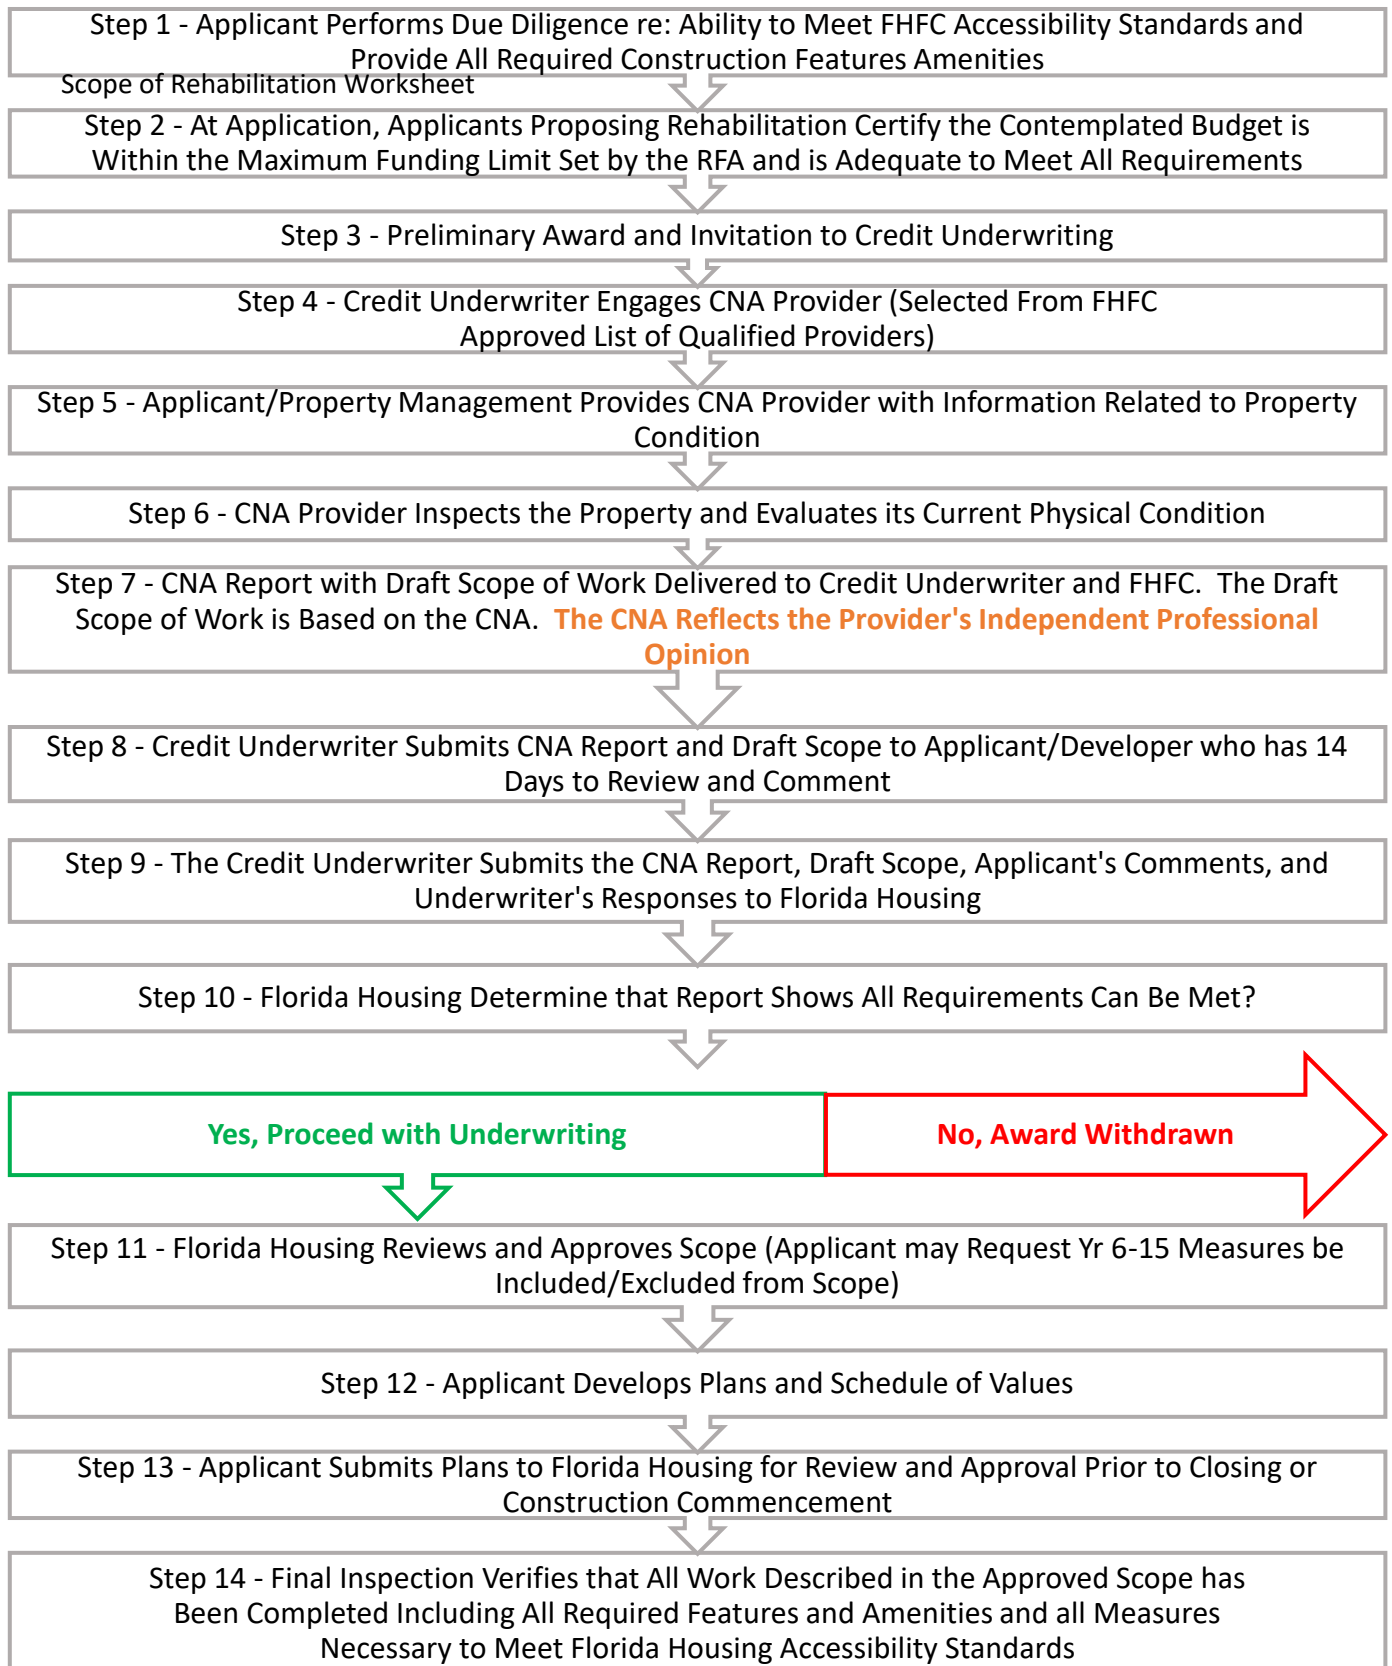 Step 1 - Applicant Performs Due Diligence re: Ability to Meet FHFC Accessibility Standards and
Provide All Required Construction Features Amenities
Scope of Rehabilitation Worksheet
Step 2 - At Application, Applicants Proposing Rehabilitation Certify the Contemplated Budget is
Within the Maximum Funding Limit Set by the RFA and is Adequate to Meet All Requirements
Step 3 - Preliminary Award and Invitation to Credit Underwriting
Step 4 - Credit Underwriter Engages CNA Provider (Selected From FHFC
Approved List of Qualified Providers)
Step 5 - Applicant/Property Management Provides CNA Provider with Information Related to Property
Condition
Step 6 - CNA Provider Inspects the Property and Evaluates its Current Physical Condition
Step 7 - CNA Report with Draft Scope of Work Delivered to Credit Underwriter and FHFC. The Draft
Scope of Work is Based on the CNA. The CNA Reflects the Provider's Independent Professional
Opinion
Step 8 - Credit Underwriter Submits CNA Report and Draft Scope to Applicant/Developer who has 14
Days to Review and Comment
Step 9 - The Credit Underwriter Submits the CNA Report, Draft Scope, Applicant's Comments, and
Underwriter's Responses to Florida Housing
Step 10 - Florida Housing Determine that Report Shows All Requirements Can Be Met?
Yes, Proceed with Underwriting
No, Award Withdrawn
Step 11 - Florida Housing Reviews and Approves Scope (Applicant may Request Yr 6-15 Measures be
Included/Excluded from Scope)
Step 12 - Applicant Develops Plans and Schedule of Values
Step 13 - Applicant Submits Plans to Florida Housing for Review and Approval Prior to Closing or
Construction Commencement
Step 14 - Final Inspection Verifies that All Work Described in the Approved Scope has
Been Completed Including All Required Features and Amenities and all Measures
Necessary to Meet Florida Housing Accessibility Standards